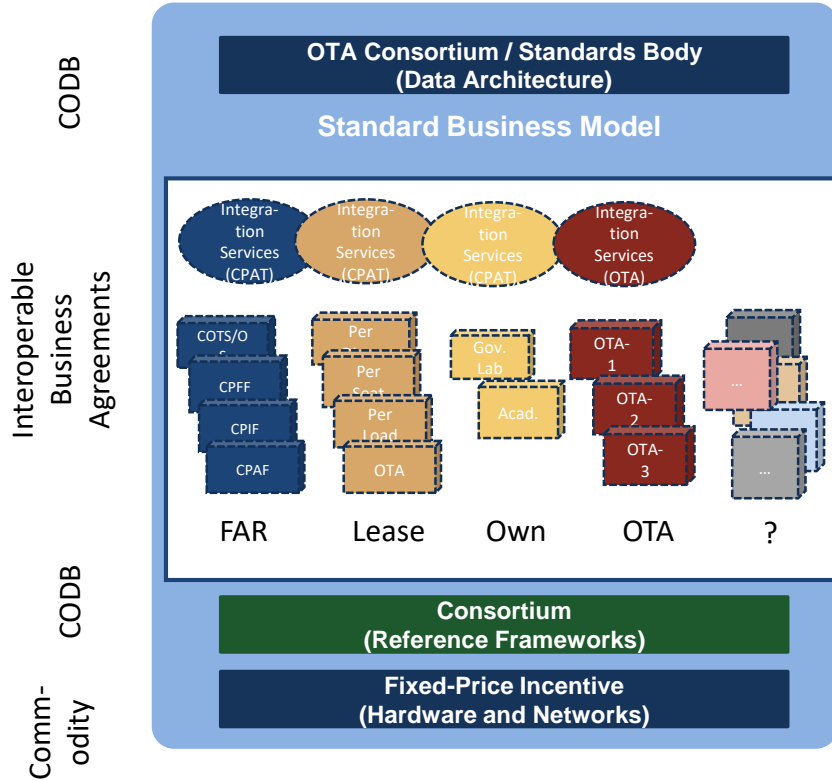 CODB
OTA Consortium / Standards Body
(Data Architecture)
Standard Business Model
Interoperable
Business
Agreements
Integra-
tion
Services
(CPAT)
Integra-
tion
Services
(CPAT)
Integra-
tion
Services
(CPAT)
Integra-
tion
Services
(OTA)
COTS/O
CPFF
CPIF
CPAF
FAR
Per
Per
Seat
Per
Load
OTA
Lease
Gov.
Lab
Acad.
Own
OTA-
1
OTA-
2
OTA-
3
OTA
...
...
?
CODB
Consortium
(Reference Frameworks)
Comm-
odity
Fixed-Price Incentive
(Hardware and Networks)